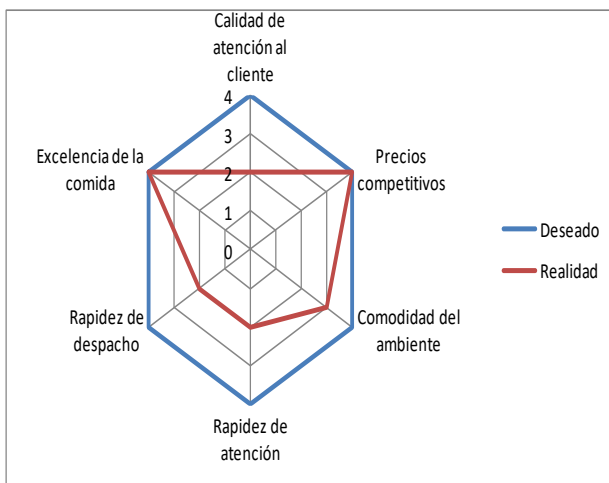 Calidad de
atención al
cliente
4
3
2
1
0
Precios
competitivos
Comodidad del
ambiente
Rapidez de
atención
Rapidez de
despacho
Excelencia de la
comida
Deseado
Realidad